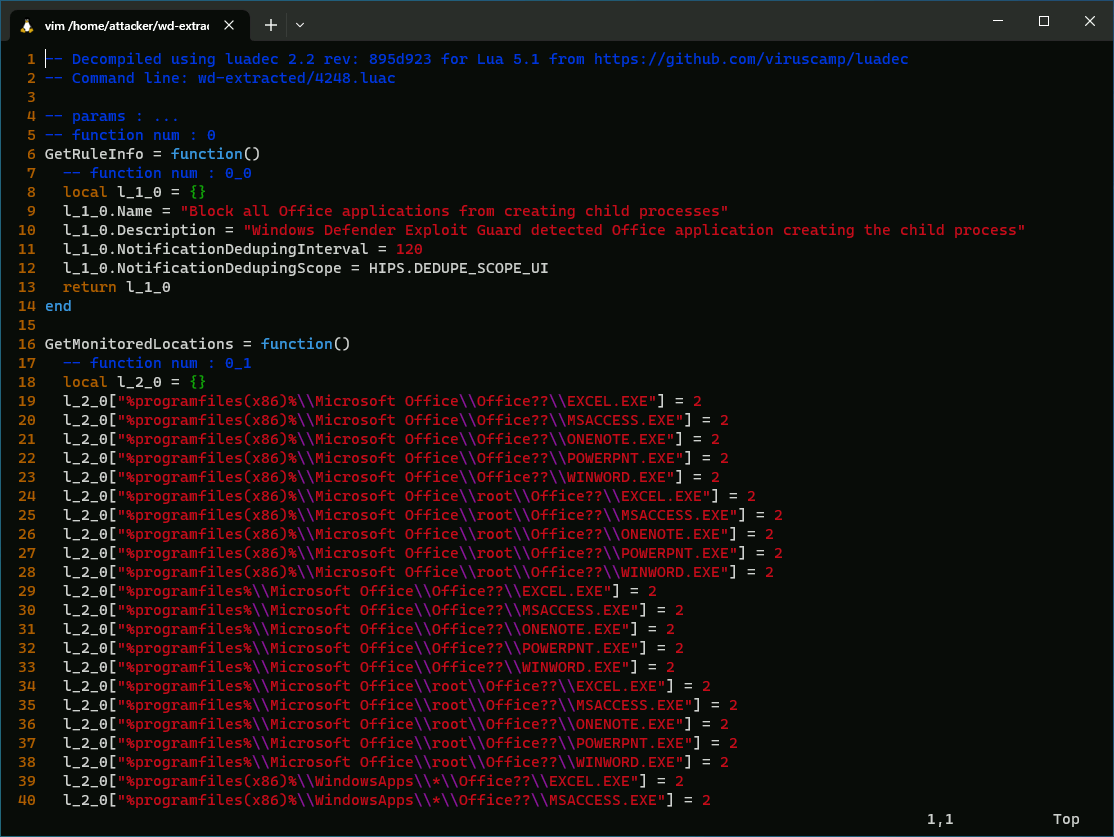 vim /home/attacker/wd-extrac
1 -- Decompiled using luadec 2.2 rev: 895d923 for Lua 5.1 from https://github.com/viruscamp/luadec
2 -- Command line: wd-extracted/4248.luac
3
4 -- params : ...
5 -- function num : 0
6 GetRuleInfo = function()
7   -- function num : 0_0
8   local l_1_0 = {}
9   l_1_0.Name = "Block all Office applications from creating child processes"
10   l_1_0.Description = "Windows Defender Exploit Guard detected Office application creating the child process"
11   l_1_0.NotificationDedupingInterval = 120
12   l_1_0.NotificationDedupingScope = HIPS.DEDUPE_SCOPE_UI
13   return l_1_0
14 end
15
16 GetMonitoredLocations = function()
17   -- function num : 0_1
18   local l_2_0 = {}
19   l_2_0["%programfiles(x86)%\\Microsoft Office\\Office??\\EXCEL.EXE"] = 2
20   l_2_0["%programfiles(x86)%\\Microsoft Office\\Office??\\MSACCESS.EXE"] = 2
21   l_2_0["%programfiles(x86)%\\Microsoft Office\\Office??\\ONENOTE.EXE"] = 2
22   l_2_0["%programfiles(x86)%\\Microsoft Office\\Office??\\POWERPNT.EXE"] = 2
23   l_2_0["%programfiles(x86)%\\Microsoft Office\\Office??\\WINWORD.EXE"] = 2
24   l_2_0["%programfiles(x86)%\\Microsoft Office\\root\\Office??\\EXCEL.EXE"] = 2
25   l_2_0["%programfiles(x86)%\\Microsoft Office\\root\\Office??\\MSACCESS.EXE"] = 2
26   l_2_0["%programfiles(x86)%\\Microsoft Office\\root\\Office??\\ONENOTE.EXE"] = 2
27   l_2_0["%programfiles(x86)%\\Microsoft Office\\root\\Office??\\POWERPNT.EXE"] = 2
28   l_2_0["%programfiles(x86)%\\Microsoft Office\\root\\Office??\\WINWORD.EXE"] = 2
29   l_2_0["%programfiles%\\Microsoft Office\\Office??\\EXCEL.EXE"] = 2
30   l_2_0["%programfiles%\\Microsoft Office\\Office??\\MSACCESS.EXE"] = 2
31   l_2_0["%programfiles%\\Microsoft Office\\Office??\\ONENOTE.EXE"] = 2
32   l_2_0["%programfiles%\\Microsoft Office\\Office??\\POWERPNT.EXE"] = 2
33   l_2_0["%programfiles%\\Microsoft Office\\Office??\\WINWORD.EXE"] = 2
34   l_2_0["%programfiles%\\Microsoft Office\\root\\Office??\\EXCEL.EXE"] = 2
35   l_2_0["%programfiles%\\Microsoft Office\\root\\Office??\\MSACCESS.EXE"] = 2
36   l_2_0["%programfiles%\\Microsoft Office\\root\\Office??\\ONENOTE.EXE"] = 2
37   l_2_0["%programfiles%\\Microsoft Office\\root\\Office??\\POWERPNT.EXE"] = 2
38   l_2_0["%programfiles%\\Microsoft Office\\root\\Office??\\WINWORD.EXE"] = 2
39   l_2_0["%programfiles(x86)%\\WindowsApps\\*\\Office??\\EXCEL.EXE"] = 2
40   l_2_0["%programfiles(x86)%\\WindowsApps\\*\\Office??\\MSACCESS.EXE"] = 2
1,1 Top